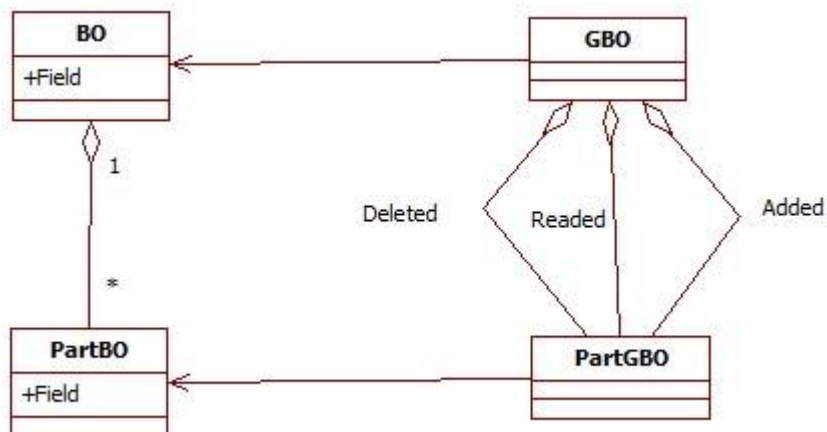 BO
GBO
+Field
1
Deleted
Readed
Added
*
PartBO
PartGBO
+Field